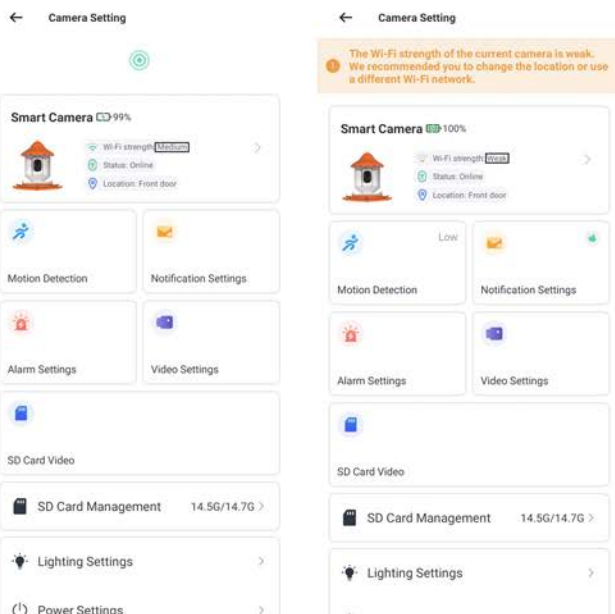 Camera Setting
Smart Camera 99%
Wi-Fi strength: Medium
Status: Online
Location: Front door
Motion Detection
Notification Settings
Alarm Settings
Video Settings
SD Card Video
SD Card Management 14.5G/14.7G
Lighting Settings
Power Settings
Camera Setting
The Wi-Fi strength of the current camera is weak.
We recommended you to change the location or use
a different Wi-Fi network.
Smart Camera 100%
Wi-Fi strength: Weak
Status: Online
Location: Front door
Low
Motion Detection
Notification Settings
Alarm Settings
Video Settings
SD Card Video
SD Card Management 14.5G/14.7G
Lighting Settings